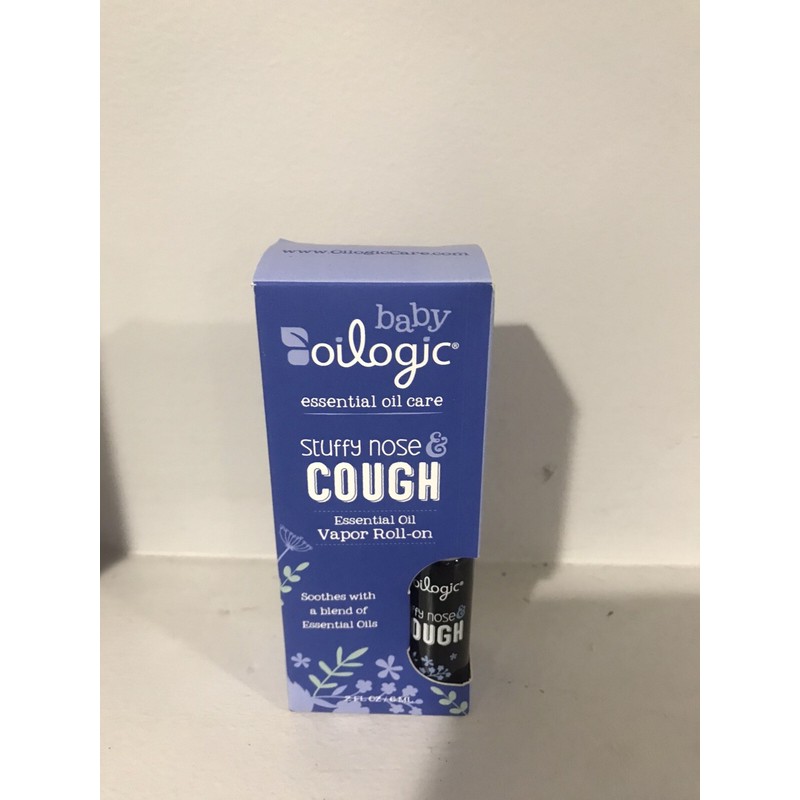 www.OilogicCare.com
baby
oilogic®
essential oil care
stuffy nose &
COUGH
Essential Oil
Vapor Roll-on
Soothes with
a blend of
Essential Oils
oilogic®
ffy nose &
OUGH